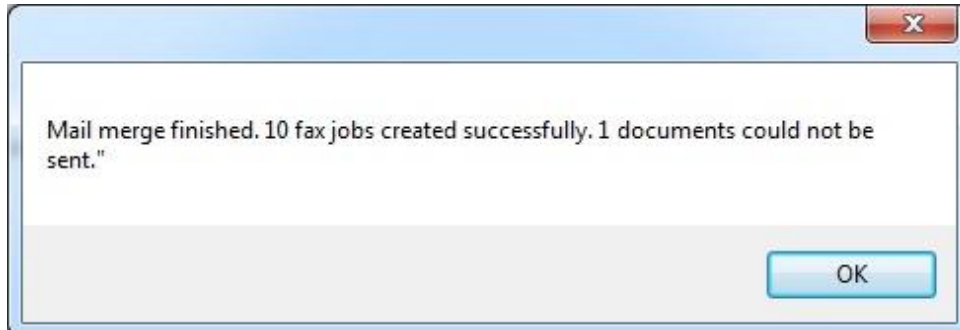 Mail merge finished. 10 fax jobs created successfully. 1 documents could not be
sent."
OK